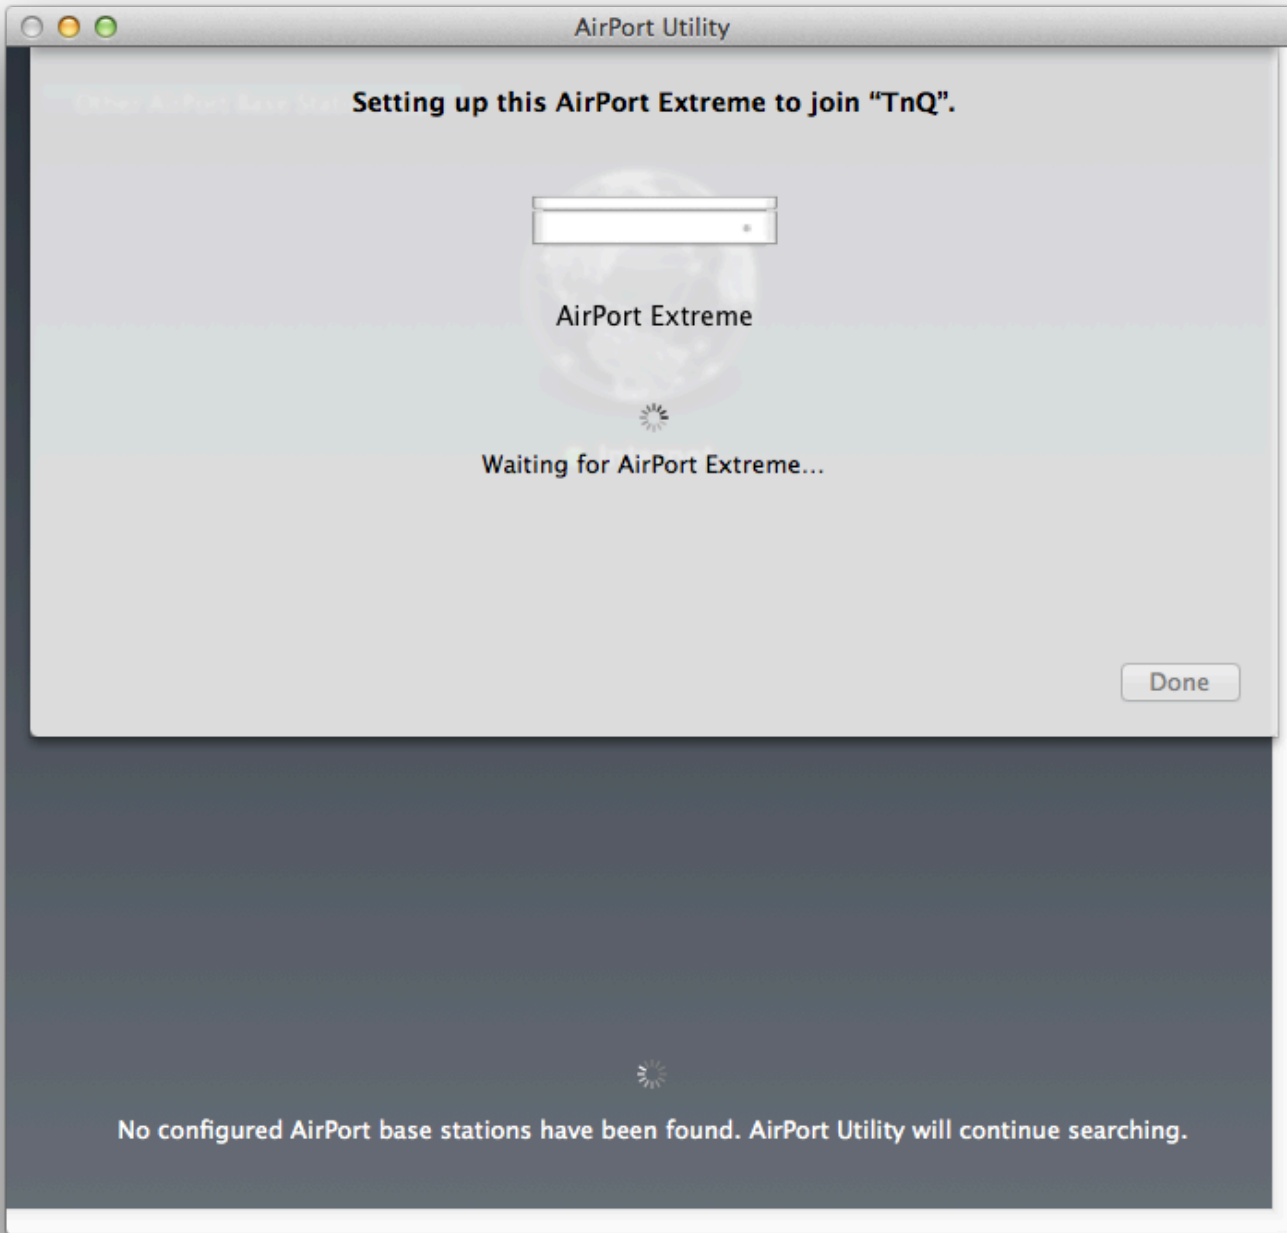 AirPort Utility
Setting up this AirPort Extreme to join “TnQ”.
AirPort Extreme
Waiting for AirPort Extreme...
Done
No configured AirPort base stations have been found. AirPort Utility will continue searching.